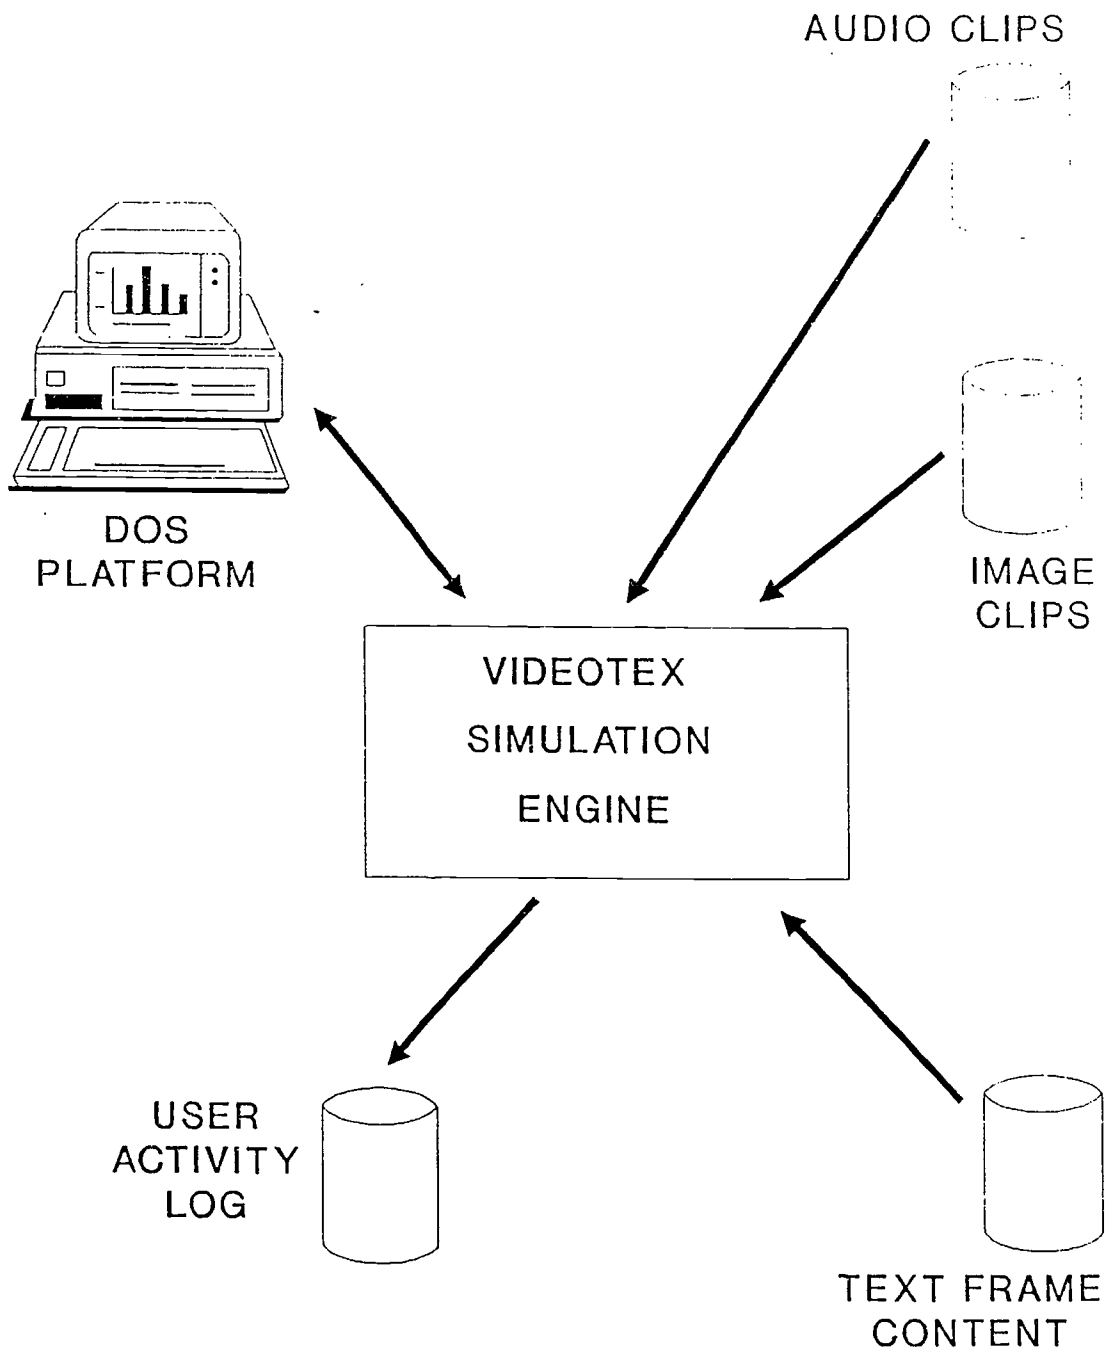 AUDIO CLIPS
DOS
PLATFORM
IMAGE
CLIPS
VIDEOTEX
SIMULATION
ENGINE
USER
ACTIVITY
LOG
TEXT FRAME
CONTENT